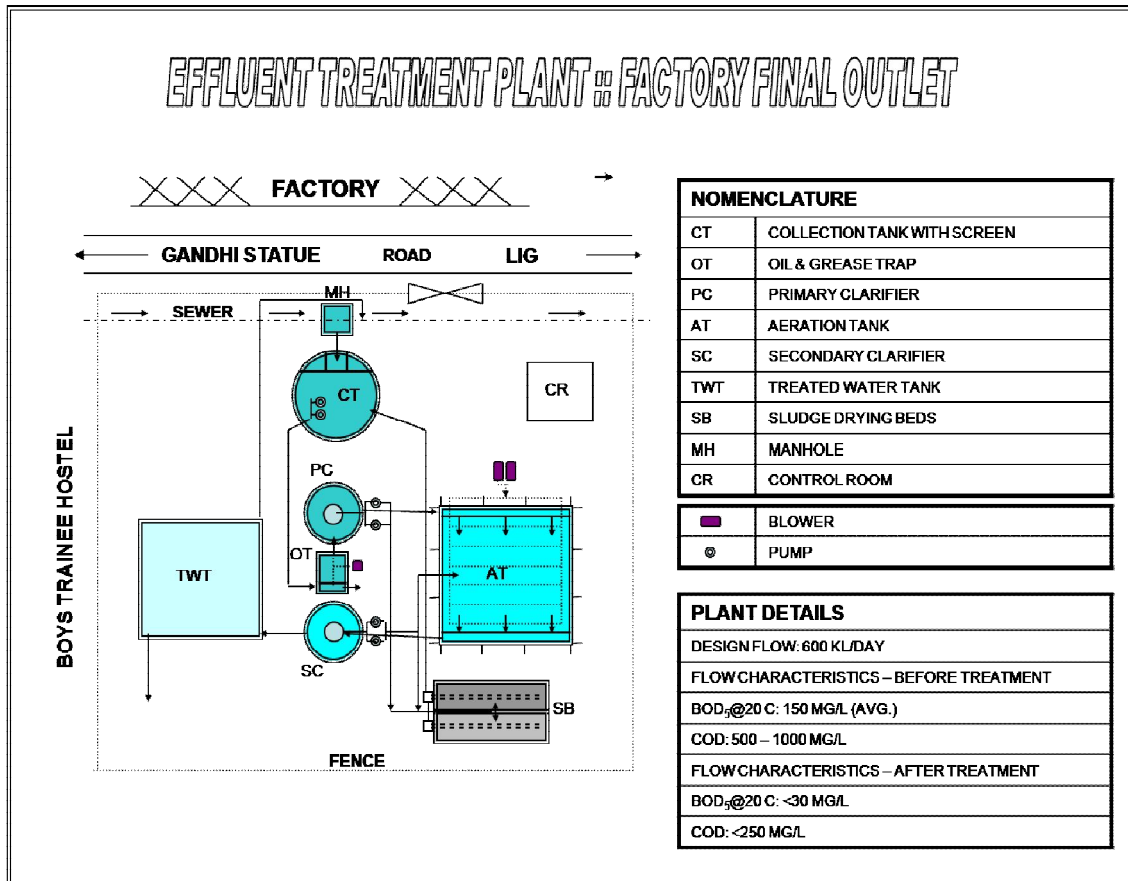 EFFLUENT TREATMENT PLANT :: FACTORY FINAL OUTLET
FACTORY
GANDHI STATUE ROAD LIG
MH
SEWER
CT
CR
PC
OT
AT
TWT
SC
SB
FENCE
BOYS TRAINEE HOSTEL
NOMENCLATURE
CT COLLECTION TANK WITH SCREEN
OT OIL & GREASE TRAP
PC PRIMARY CLARIFIER
AT AERATION TANK
SC SECONDARY CLARIFIER
TWT TREATED WATER TANK
SB SLUDGE DRYING BEDS
MH MANHOLE
CR CONTROL ROOM
BLOWER
PUMP
PLANT DETAILS
DESIGN FLOW: 600 KL/DAY
FLOW CHARACTERISTICS – BEFORE TREATMENT
BOD5@20 C: 150 MG/L (AVG.)
COD: 500 – 1000 MG/L
FLOW CHARACTERISTICS – AFTER TREATMENT
BOD5@20 C: <30 MG/L
COD: <250 MG/L